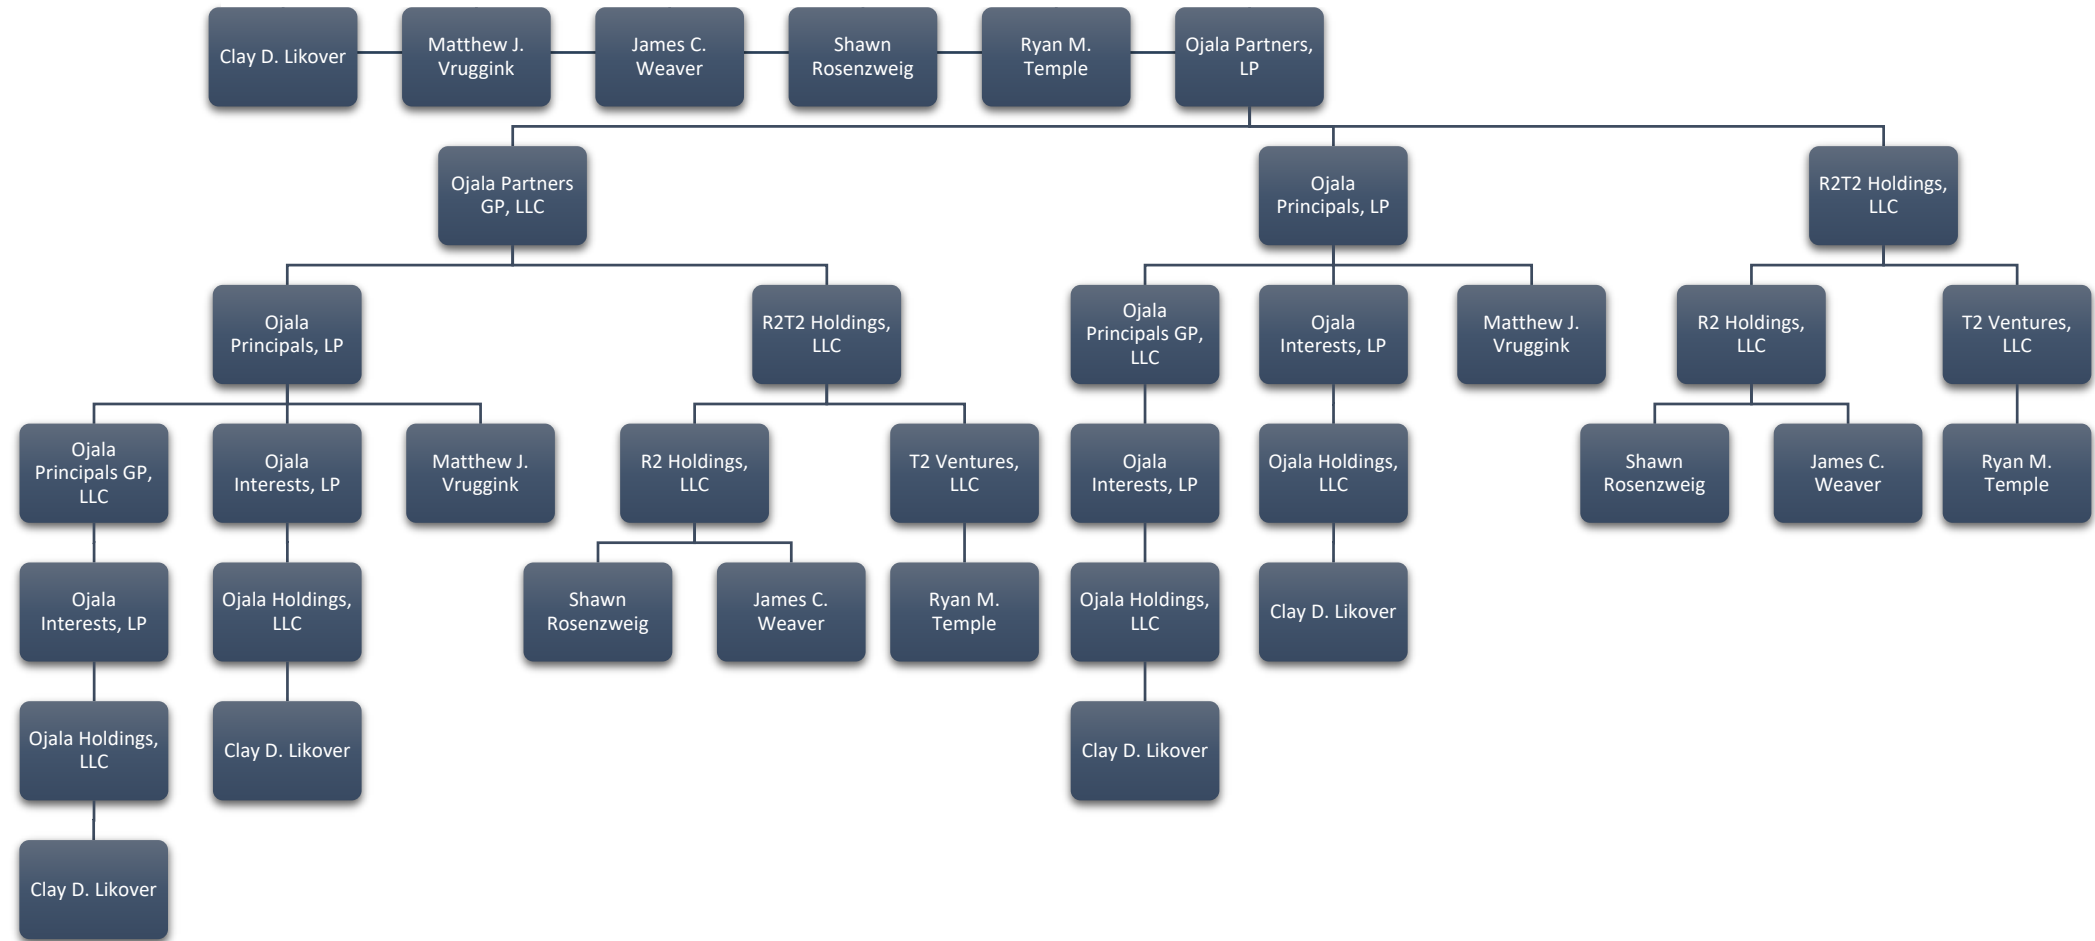 Clay D. Likover
Matthew J.
Vruggink
James C.
Weaver
Shawn
Rosenzweig
Ryan M.
Temple
Ojala Partners,
LP
Ojala Partners
GP, LLC
Ojala
Principals, LP
R2T2 Holdings,
LLC
Ojala
Principals, LP
R2T2 Holdings,
LLC
Ojala
Principals GP,
LLC
Ojala
Interests, LP
Matthew J.
Vruggink
R2 Holdings,
LLC
T2 Ventures,
LLC
Ojala
Principals GP,
LLC
Ojala
Interests, LP
Matthew J.
Vruggink
R2 Holdings,
LLC
T2 Ventures,
LLC
Ojala
Interests, LP
Ojala Holdings,
LLC
Shawn
Rosenzweig
James C.
Weaver
Ryan M.
Temple
Ojala
Interests, LP
Ojala Holdings,
LLC
Shawn
Rosenzweig
James C.
Weaver
Ryan M.
Temple
Ojala Holdings,
LLC
Clay D. Likover
Ojala Holdings,
LLC
Clay D. Likover
Clay D. Likover
Clay D. Likover